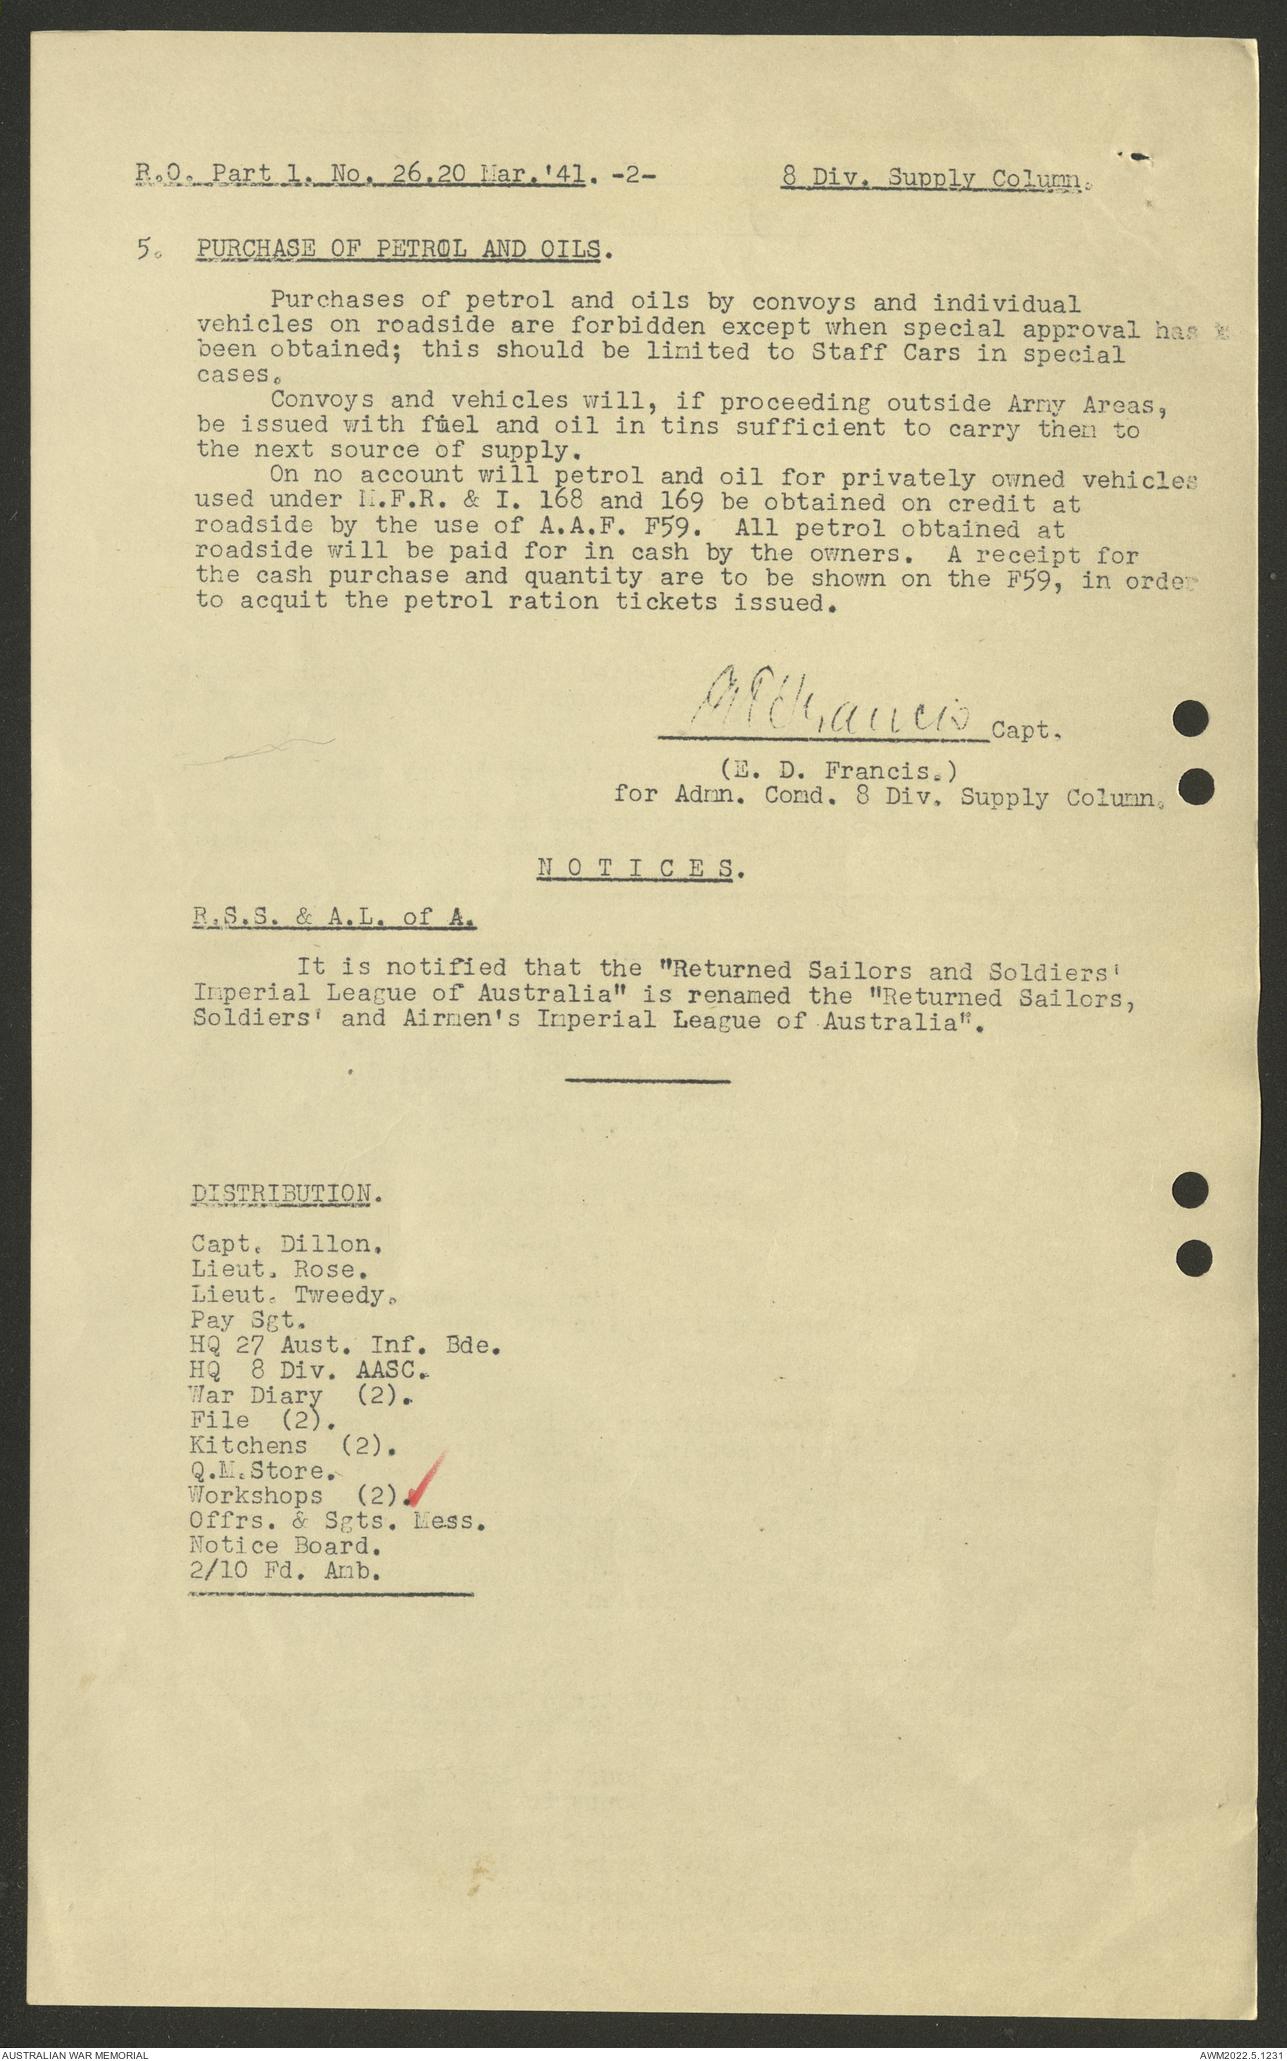 R.O. Part 1. No. 26.20 Mar.'41. -2- 8 Div. Supply Column.
5. PURCHASE OF PETROL AND OILS.
Purchases of petrol and oils by convoys and individual
vehicles on roadside are forbidden except when special approval has
been obtained; this should be limited to Staff Cars in special
cases.
Convoys and vehicles will, if proceeding outside Army Areas,
be issued with fuel and oil in tins sufficient to carry them to
the next source of supply.
On no account will petrol and oil for privately owned vehicles
used under M.F.R. & I. 168 and 169 be obtained on credit at
roadside by the use of A.A.F. F59. All petrol obtained at
roadside will be paid for in cash by the owners. A receipt for
the cash purchase and quantity are to be shown on the F59, in order
to acquit the petrol ration tickets issued.
Francis Capt.
(E. D. Francis.)
for Admn. Comd. 8 Div. Supply Column.
N O T I C E S.
R.S.S. & A.L. of A.
It is notified that the "Returned Sailors and Soldiers'
Imperial League of Australia" is renamed the "Returned Sailors,
Soldiers' and Airmen's Imperial League of Australia".
DISTRIBUTION.
Capt. Dillon.
Lieut. Rose.
Lieut. Tweedy.
Pay Sgt.
HQ 27 Aust. Inf. Bde.
HQ 8 Div. AASC.
War Diary (2).
File (2).
Kitchens (2).
Q.M.Store.
Workshops (2).
Offrs. & Sgts. Mess.
Notice Board.
2/10 Fd. Amb.
AUSTRALIAN WAR MEMORIAL AWM2022.5.1231